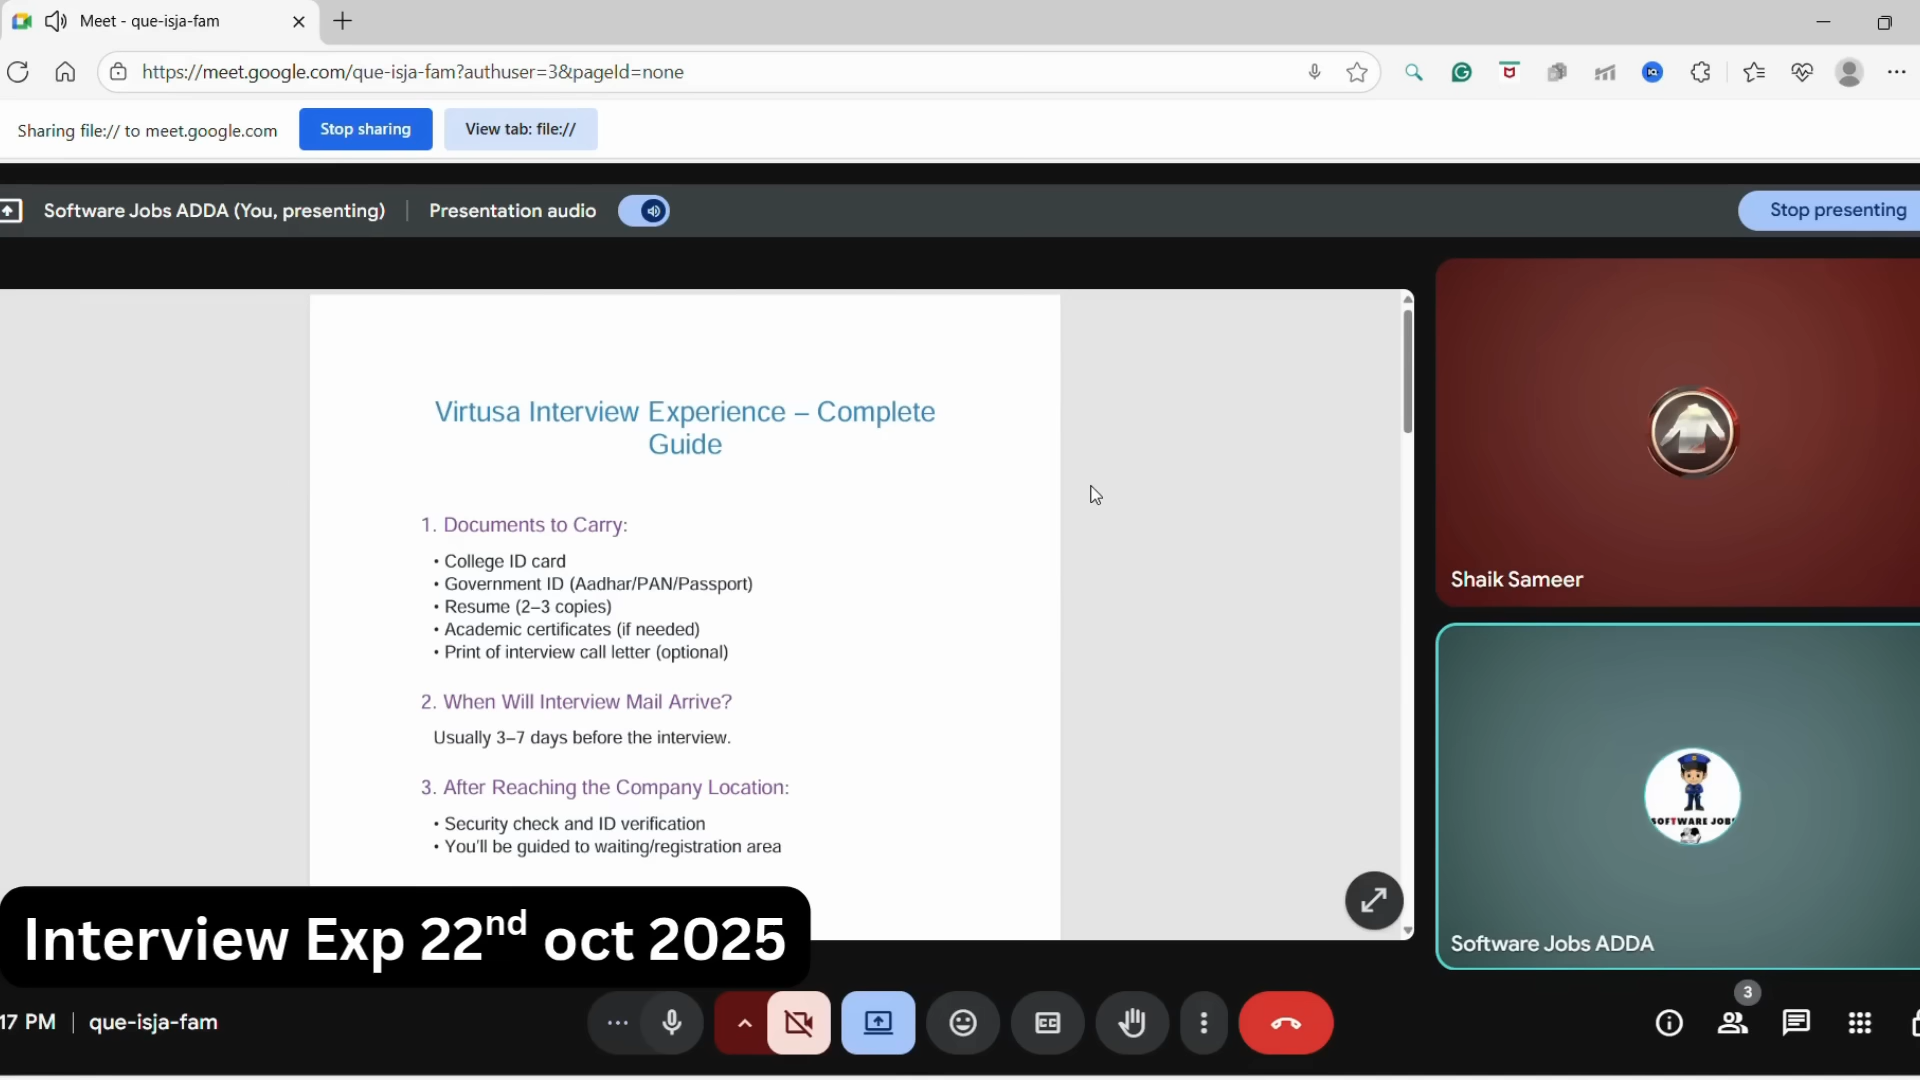 Meet - que-isja-fam
https://meet.google.com/que-isja-fam?authuser=3&pageId=none
Sharing file:// to meet.google.com
Stop sharing
View tab: file://
Software Jobs ADDA (You, presenting)
Presentation audio
Stop presenting
Virtusa Interview Experience – Complete
Guide
1. Documents to Carry:
• College ID card
• Government ID (Aadhar/PAN/Passport)
• Resume (2–3 copies)
• Academic certificates (if needed)
• Print of interview call letter (optional)
2. When Will Interview Mail Arrive?
Usually 3–7 days before the interview.
3. After Reaching the Company Location:
• Security check and ID verification
• You'll be guided to waiting/registration area
Shaik Sameer
SOFTWARE JOBS
Software Jobs ADDA
Interview Exp 22nd oct 2025
17 PM
que-isja-fam
3